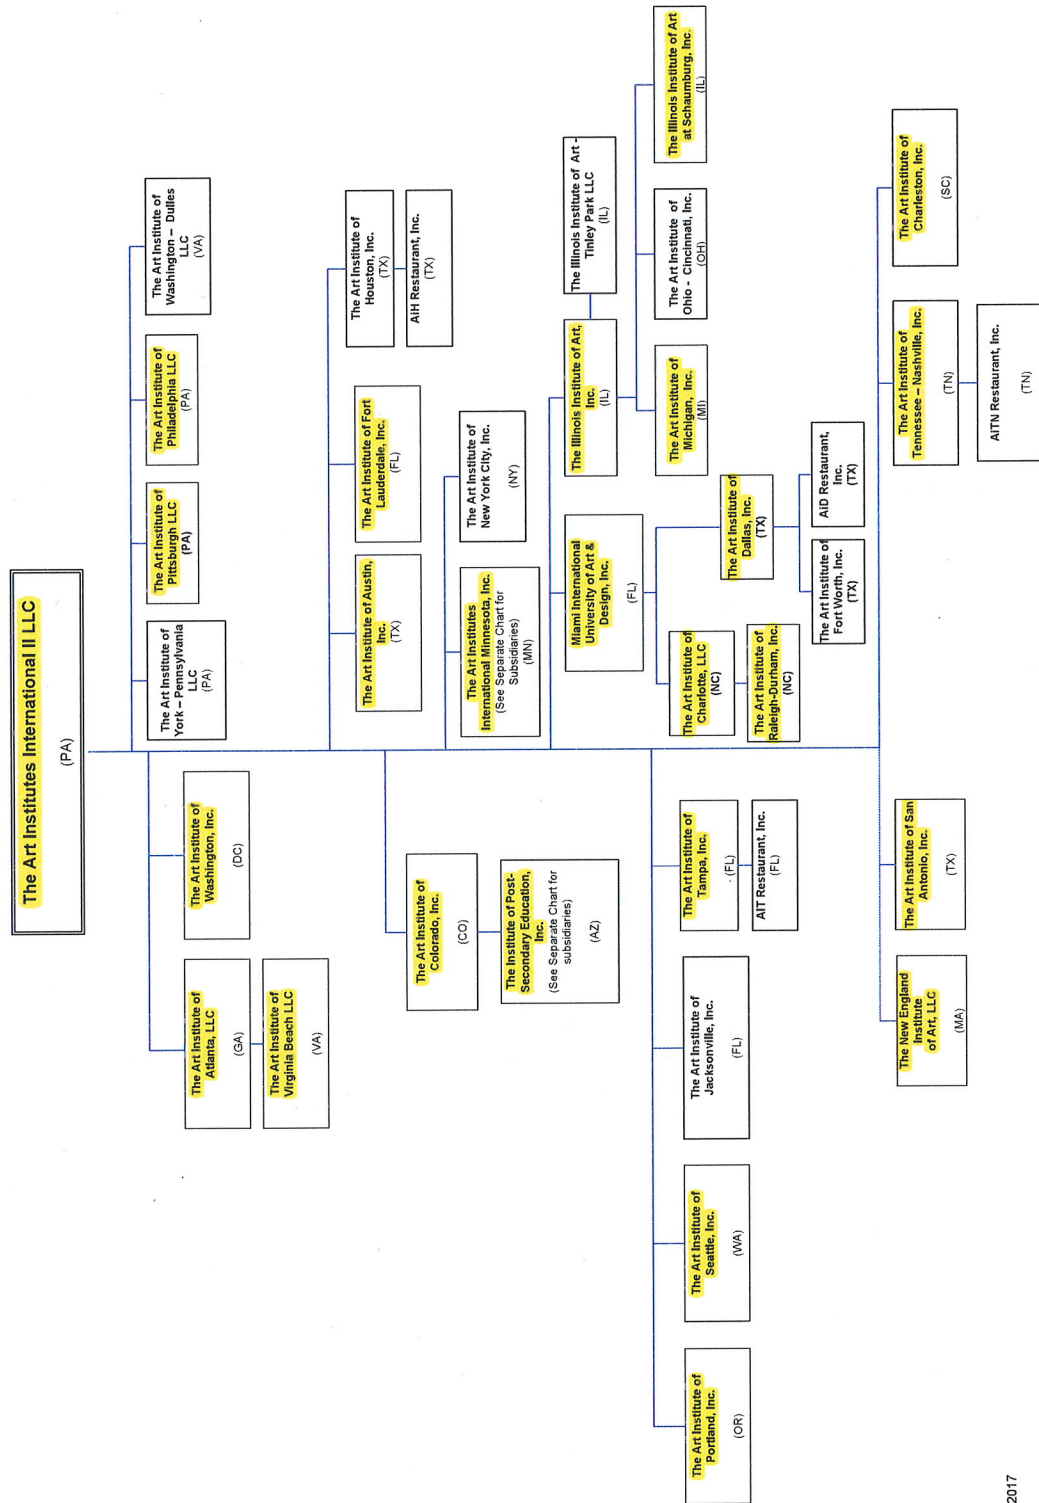 The Art Institutes International II LLC
(PA)
The Art Institute of
York – Pennsylvania
LLC
(PA)
The Art Institute of
Pittsburgh LLC
(PA)
The Art Institute of
Philadelphia LLC
(PA)
The Art Institute of
Washington – Dulles
LLC
(VA)
The Art Institute of
Atlanta, LLC
(GA)
The Art Institute of
Virginia Beach LLC
(VA)
The Art Institute of
Washington, Inc.
(DC)
The Art Institute of Austin,
Inc.
(TX)
The Art Institute of Fort
Lauderdale, Inc.
(FL)
The Art Institute of
Houston, Inc.
(TX)
AiH Restaurant, Inc.
(TX)
The Art Institute of
Colorado, Inc.
(CO)
The Institute of Post-
Secondary Education,
Inc.
(See Separate Chart for
subsidiaries)
(AZ)
The Art Institutes
International Minnesota, Inc.
(See Separate Chart for
Subsidiaries)
(MN)
The Art Institute of
New York City, Inc.
(NY)
Miami International
University of Art &
Design, Inc.
(FL)
The Illinois Institute of Art,
Inc.
(IL)
The Illinois Institute of Art -
Tinley Park LLC
(IL)
The Art Institute of
Michigan, Inc.
(MI)
The Art Institute of
Ohio - Cincinnati, Inc.
(OH)
The Illinois Institute of Art
at Schaumburg, Inc.
(IL)
The Art Institute of
Charlotte, LLC
(NC)
The Art Institute of
Raleigh-Durham, Inc.
(NC)
The Art Institute of
Dallas, Inc.
(TX)
The Art Institute of
Fort Worth, Inc.
(TX)
AiD Restaurant,
Inc.
(TX)
The Art Institute of
Portland, Inc.
(OR)
The Art Institute of
Seattle, Inc.
(WA)
The Art Institute of
Jacksonville, Inc.
(FL)
The Art Institute of
Tampa, Inc.
(FL)
AIT Restaurant, Inc.
(FL)
The New England
Institute
of Art, LLC
(MA)
The Art Institute of San
Antonio, Inc.
(TX)
The Art Institute of
Tennessee – Nashville, Inc.
(TN)
AITN Restaurant, Inc.
(TN)
The Art Institute of
Charleston, Inc.
(SC)
2017